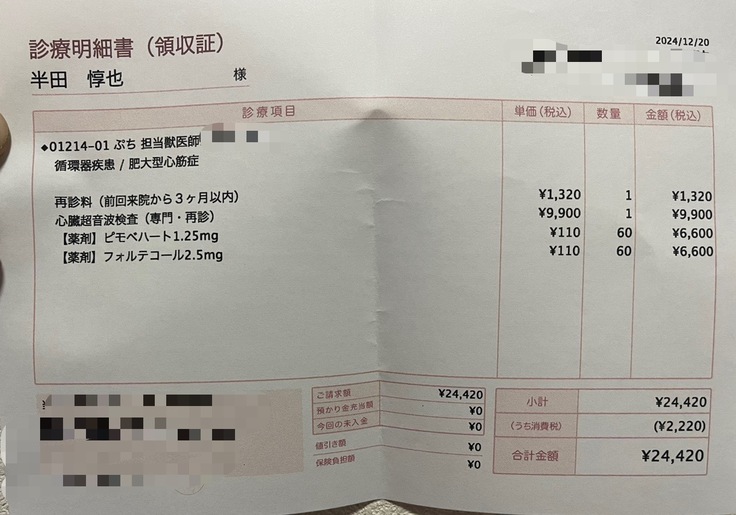 診療明細書（領収証）
2024/12/20
半田　惇也　様
診療項目 単価(税込) 数量 金額(税込)
◆01214-01 ぷち 担当獣医師
循環器疾患 / 肥大型心筋症
再診料（前回来院から３ヶ月以内） ¥1,320 1 ¥1,320
心臓超音波検査（専門・再診） ¥9,900 1 ¥9,900
【薬剤】ピモベハート1.25mg ¥110 60 ¥6,600
【薬剤】フォルテコール2.5mg ¥110 60 ¥6,600
ご請求額 ¥24,420
預かり金充当額 ¥0
今回の未入金 ¥0
値引き額 ¥0
保険負担額 ¥0
小計 ¥24,420
(うち消費税) (¥2,220)
合計金額 ¥24,420